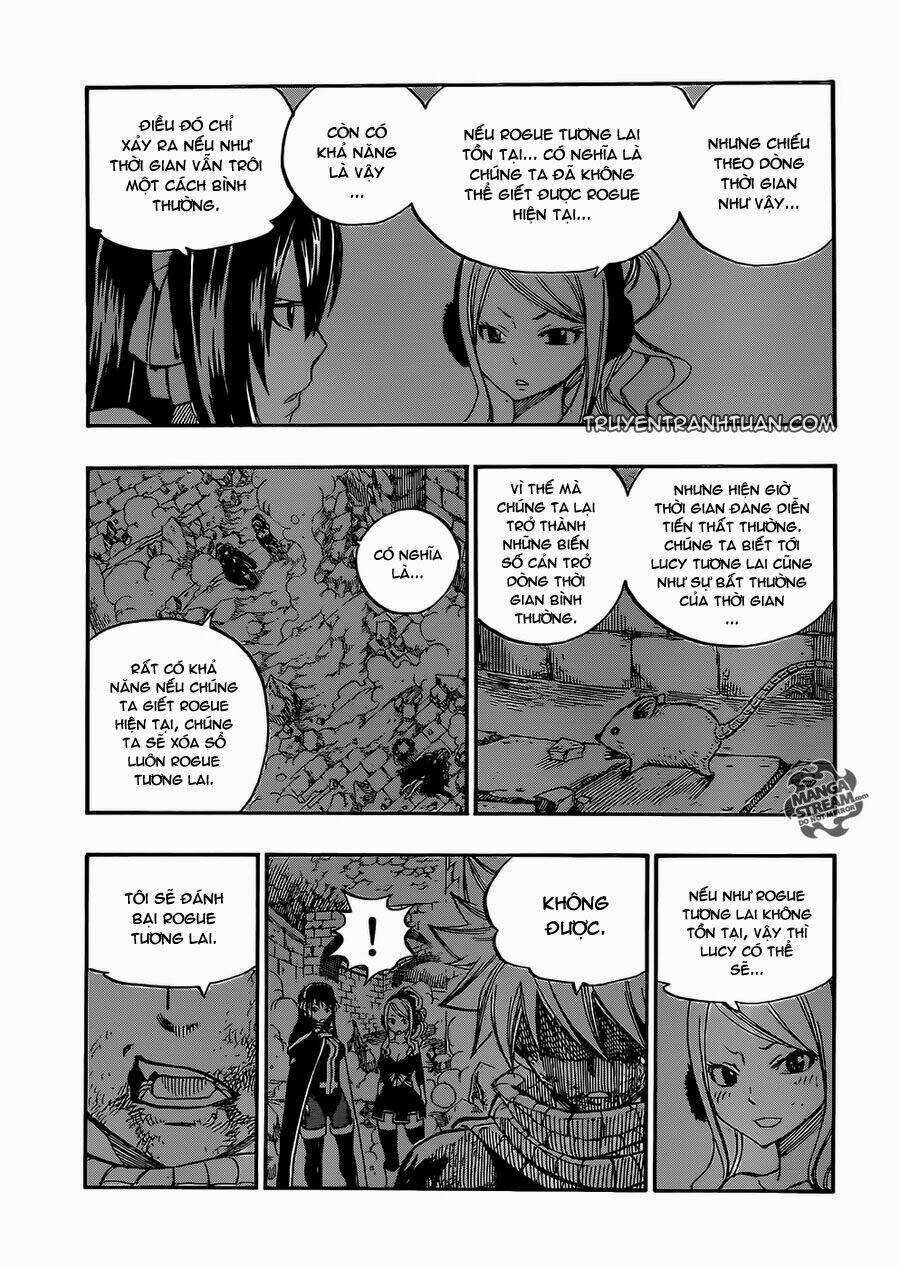 NHƯNG CHIẾU
THEO DÒNG
THỜI GIAN
NHƯ VẬY...
NẾU ROGUE TƯƠNG LAI
TỒN TẠI... CÓ NGHĨA LÀ
CHÚNG TA ĐÃ KHÔNG
THỂ GIẾT ĐƯỢC ROGUE
HIỆN TẠI...
CÒN CÓ
KHẢ NĂNG
LÀ VẬY
...
ĐIỀU ĐÓ CHỈ
XẢY RA NẾU NHƯ
THỜI GIAN VẪN TRÔI
MỘT CÁCH BÌNH
THƯỜNG.
TRUYENTRANHTUAN.COM
NHƯNG HIỆN GIỜ
THỜI GIAN ĐANG DIỄN
TIẾN THẤT THƯỜNG.
CHÚNG TA BIẾT TỚI
LUCY TƯƠNG LAI CŨNG
NHƯ SỰ BẤT THƯỜNG
CỦA THỜI GIAN
...
VÌ THẾ MÀ
CHÚNG TA LẠI
TRỞ THÀNH
NHỮNG BIẾN
SỐ CẢN TRỞ
DÒNG THỜI
GIAN BÌNH
THƯỜNG.
CÓ NGHĨA
LÀ...
RẤT CÓ KHẢ
NĂNG NẾU CHÚNG
TA GIẾT ROGUE
HIỆN TẠI, CHÚNG
TA SẼ XÓA SỔ
LUÔN ROGUE
TƯƠNG LAI.
MANGA
STREAM.com
DO NOT MIRROR
NẾU NHƯ ROGUE
TƯƠNG LAI KHÔNG
TỒN TẠI, VẬY THÌ
LUCY CÓ THỂ
SẼ...
KHÔNG
ĐƯỢC.
!
TÔI SẼ ĐÁNH
BẠI ROGUE
TƯƠNG LAI.